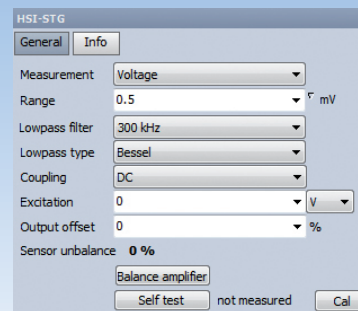 HSI-STG
General Info
Measurement Voltage
Range 0.5 mV
Lowpass filter 300 kHz
Lowpass type Bessel
Coupling DC
Excitation 0 V
Output offset 0 %
Sensor unbalance 0 %
Balance amplifier
Self test not measured Cal